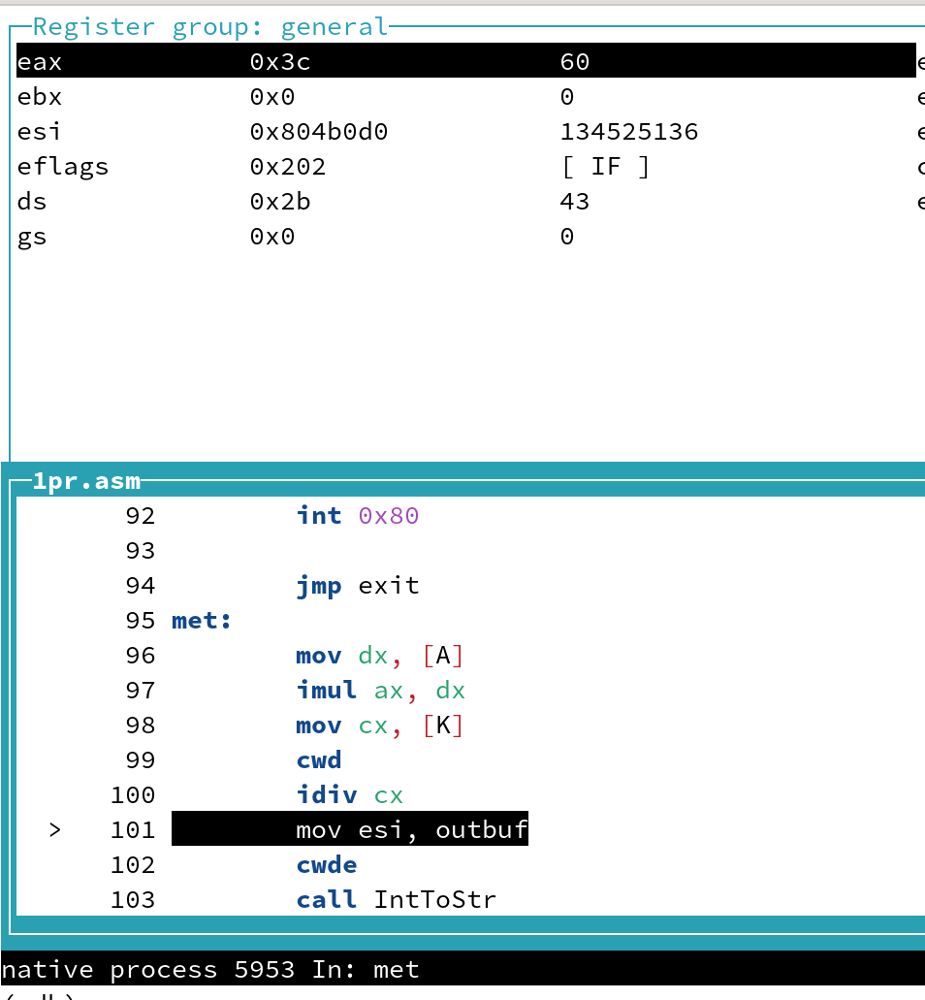 Register group: general
eax 0x3c 60
ebx 0x0 0
esi 0x804b0d0 134525136
eflags 0x202 [ IF ]
ds 0x2b 43
gs 0x0 0
1pr.asm
92 int 0x80
93
94 jmp exit
95 met:
96 mov dx, [A]
97 imul ax, dx
98 mov cx, [K]
99 cwd
100 idiv cx
> 101 mov esi, outbuf
102 cwde
103 call IntToStr
native process 5953 In: met